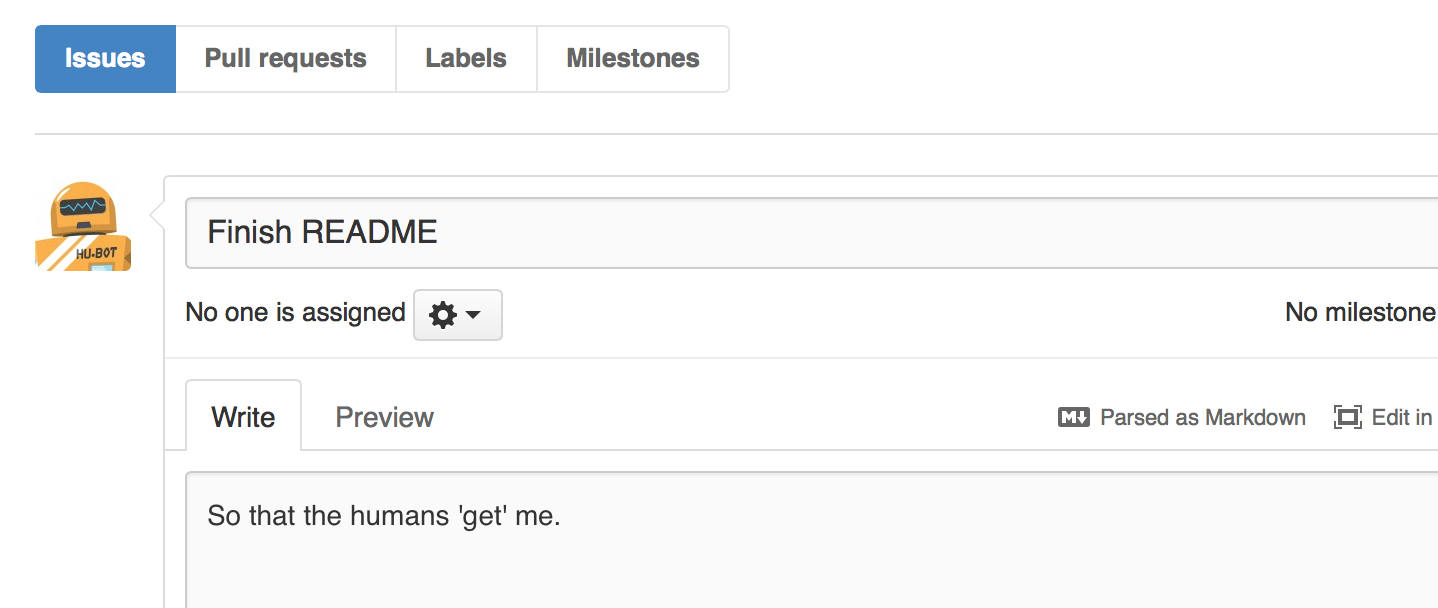 Issues Pull requests Labels Milestones
HU-BOT
Finish README
No one is assigned No milestone
Write Preview M↓ Parsed as Markdown Edit in
So that the humans 'get' me.